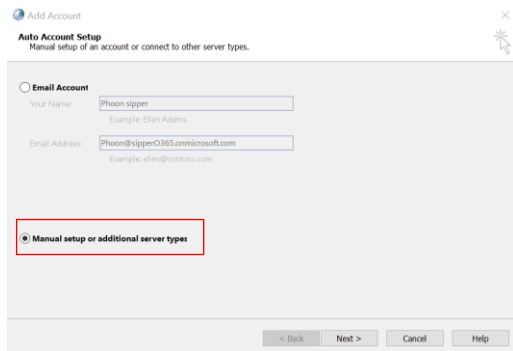 Add Account
Auto Account Setup
Manual setup of an account or connect to other server types.
Email Account
Your Name: Phoon sipper
Example: Ellen Adams
Email Address: Phoon@sipperO365.onmicrosoft.com
Example: ellen@contoso.com
Manual setup or additional server types
< Back Next > Cancel Help